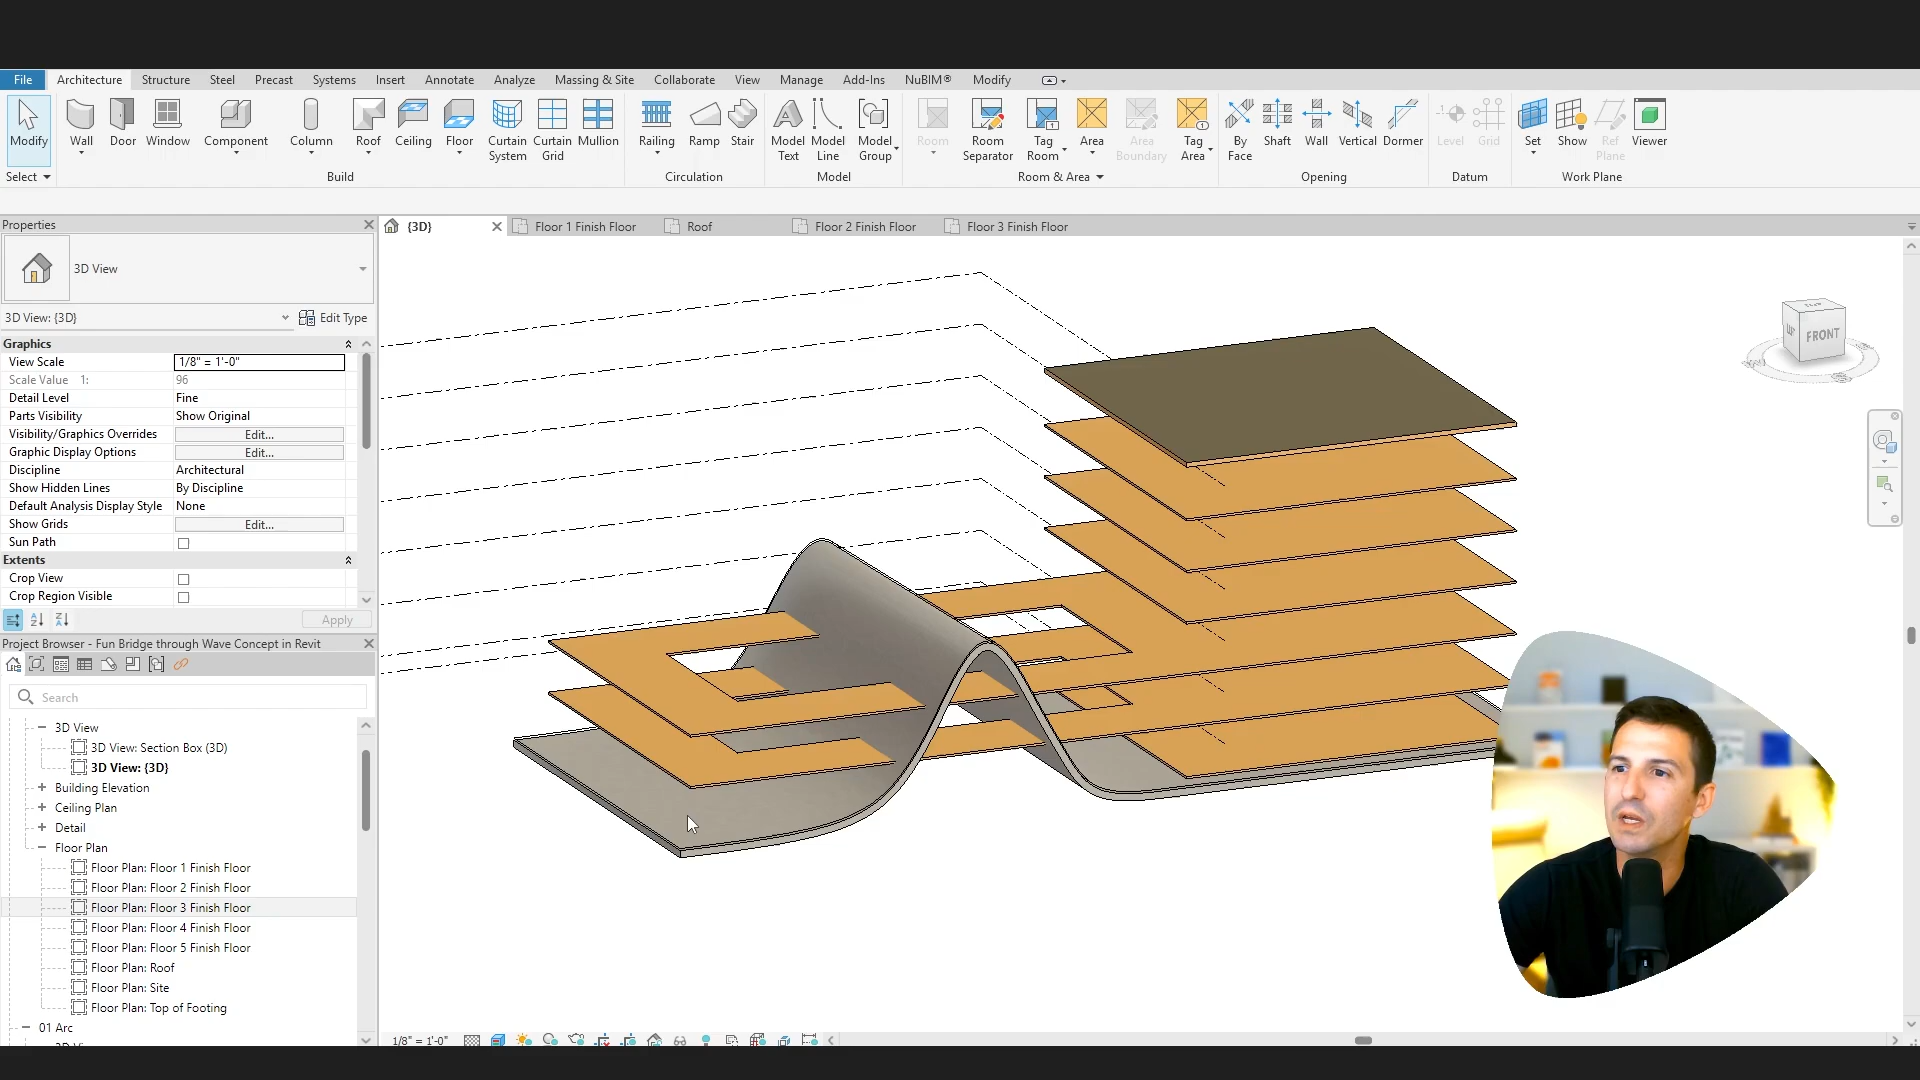 File Architecture Structure Steel Precast Systems Insert Annotate Analyze Massing & Site Collaborate View Manage Add-Ins NuBIM® Modify
Modify Wall Door Window Component Column Roof Ceiling Floor Curtain System Curtain Grid Mullion Railing Ramp Stair Model Text Model Line Model Group Room Room Separator Tag Room Area Area Boundary Tag Area By Face Shaft Wall Vertical Dormer Level Grid Set Show Ref Plane Viewer
Select Build Circulation Model Room & Area Opening Datum Work Plane
Properties
{3D} Floor 1 Finish Floor Roof Floor 2 Finish Floor Floor 3 Finish Floor
3D View
3D View: {3D} Edit Type
Graphics
View Scale 1/8" = 1'-0"
Scale Value 1: 96
Detail Level Fine
Parts Visibility Show Original
Visibility/Graphics Overrides Edit...
Graphic Display Options Edit...
Discipline Architectural
Show Hidden Lines By Discipline
Default Analysis Display Style None
Show Grids Edit...
Sun Path
Extents
Crop View
Crop Region Visible
Apply
Project Browser - Fun Bridge through Wave Concept in Revit
Search
3D View
3D View: Section Box (3D)
3D View: {3D}
Building Elevation
Ceiling Plan
Detail
Floor Plan
Floor Plan: Floor 1 Finish Floor
Floor Plan: Floor 2 Finish Floor
Floor Plan: Floor 3 Finish Floor
Floor Plan: Floor 4 Finish Floor
Floor Plan: Floor 5 Finish Floor
Floor Plan: Roof
Floor Plan: Site
Floor Plan: Top of Footing
01 Arc
FRONT
1/8" = 1'-0"